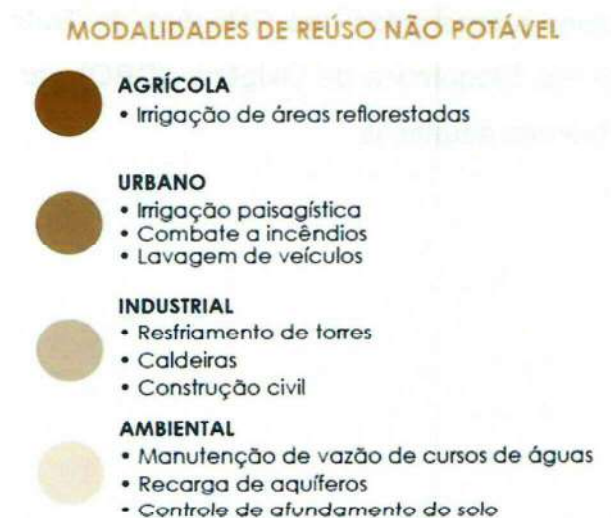 MODALIDADES DE REÚSO NÃO POTÁVEL
AGRÍCOLA
• Irrigação de áreas reflorestadas
URBANO
• Irrigação paisagística
• Combate a incêndios
• Lavagem de veículos
INDUSTRIAL
• Resfriamento de torres
• Caldeiras
• Construção civil
AMBIENTAL
• Manutenção de vazão de cursos de águas
• Recarga de aquíferos
• Controle de afundamento do solo